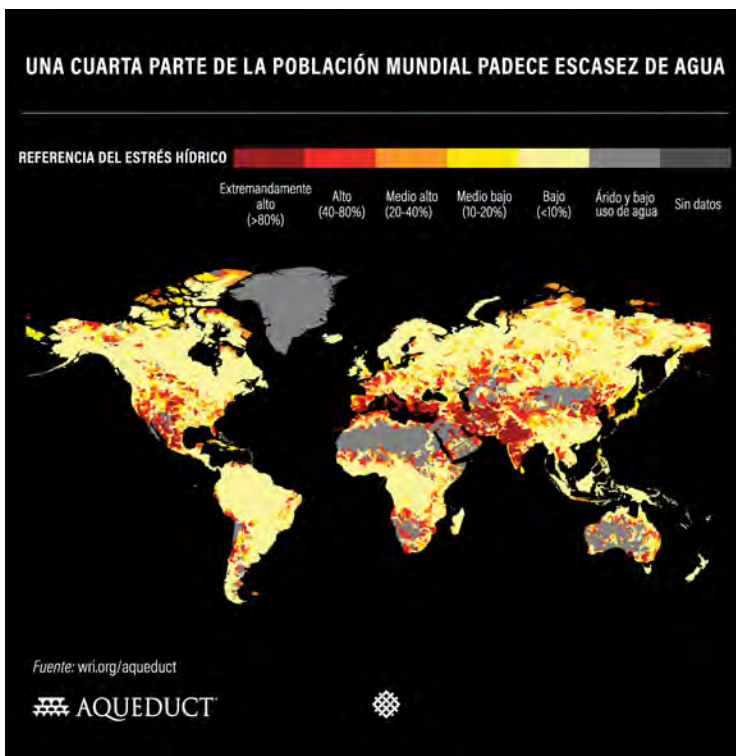 UNA CUARTA PARTE DE LA POBLACIÓN MUNDIAL PADECE ESCASEZ DE AGUA
REFERENCIA DEL ESTRÉS HÍDRICO
Extremandamente
alto
(>80%)
Alto
(40-80%)
Medio alto
(20-40%)
Medio bajo
(10-20%)
Bajo
(<10%)
Árido y bajo
uso de agua
Sin datos
Fuente: wri.org/aqueduct
AQUEDUCT